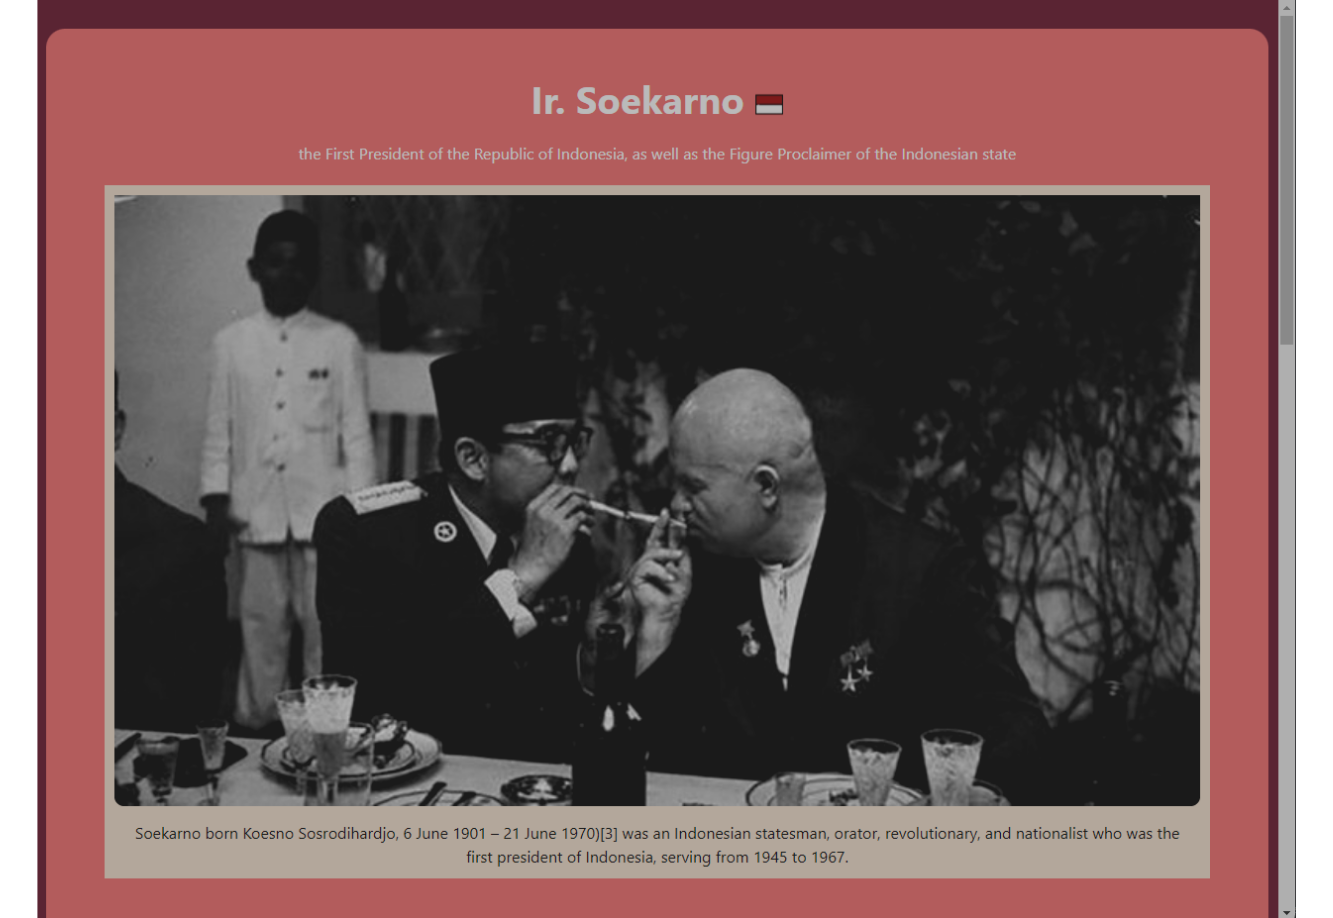 Ir. Soekarno
the First President of the Republic of Indonesia, as well as the Figure Proclaimer of the Indonesian state
Soekarno born Koesno Sosrodihardjo, 6 June 1901 – 21 June 1970)[3] was an Indonesian statesman, orator, revolutionary, and nationalist who was the
first president of Indonesia, serving from 1945 to 1967.